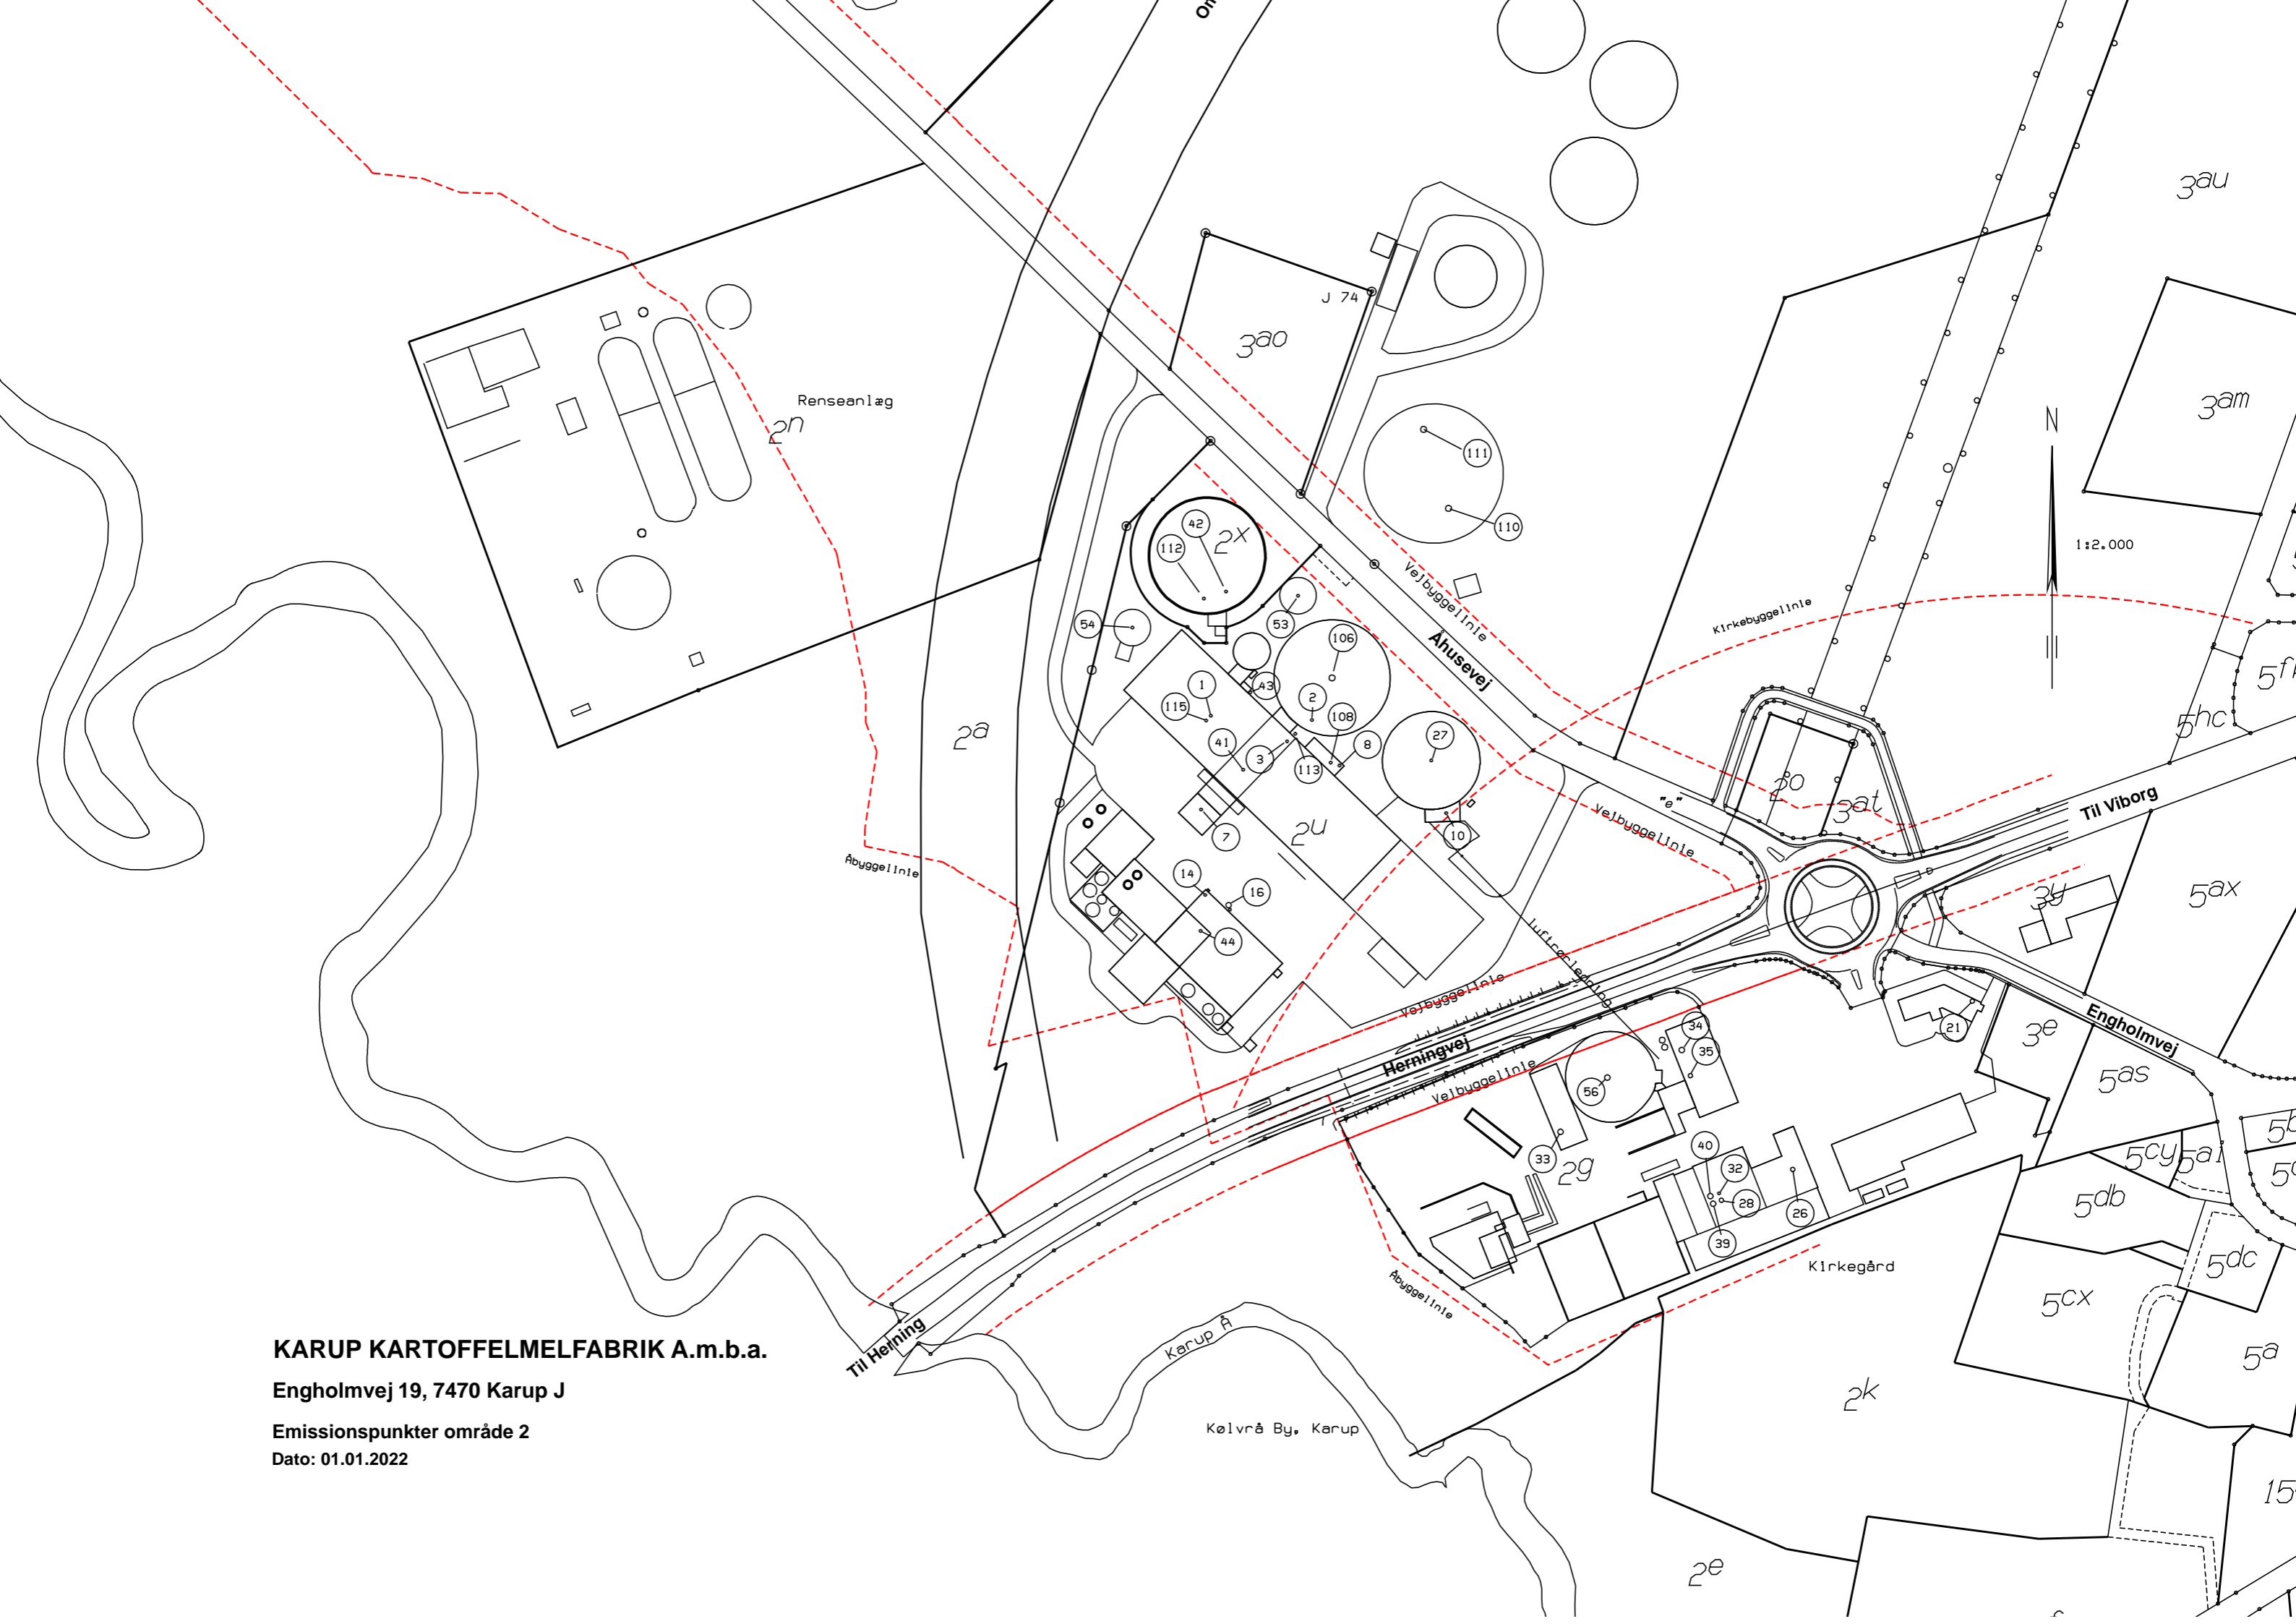 3au
J 74
3ao
3am
Renseanlæg
2n
N
111
42
2x
110
112
1:2.000
Vejbyggelinie
Kirkebyggelinie
54
53
106
Åhusevej
43
1
2
115
108
5hc
2a
41
3
113
8
27
"e"
2o
3at
Til Viborg
7
2u
10
Vejbyggelinie
Åbyggelinie
14
16
3y
5ax
44
luftrørledning
Vejbyggelinie
34
21
3e
Engholmvej
Herningvej
35
Vejbyggelinie
56
5as
40
33
2g
32
28
26
5cy
5ai
5db
39
Kirkegård
5dc
Åbyggelinie
5cx
Karup Å
Til Herning
KARUP KARTOFFELMELFABRIK A.m.b.a.
Engholmvej 19, 7470 Karup J
5a
2k
Emissionspunkter område 2
Kølvrå By, Karup
Dato: 01.01.2022
15
2e